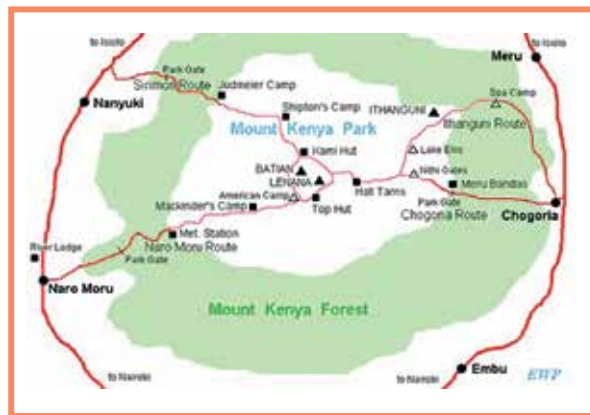 to Isiolo
to Isiolo
Meru
Park Gate
Sirimon Route
Judmeier Camp
Spa Camp
Nanyuki
Shipton's Camp
ITHANGUNI
Ithanguni Route
Mount Kenya Park
Kami Hut
Lake Ellis
BATIAN
Nithi Gates
LENANA
Meru Bandas
American Camp
Hall Tarns
Mackinder's Camp
Top Hut
Park Gate
Chogoria
Chogoria Route
Met. Station
River Lodge
Naro Moru Route
Park Gate
Naro Moru
Mount Kenya Forest
Embu
to Nairobi
to Nairobi
EWP